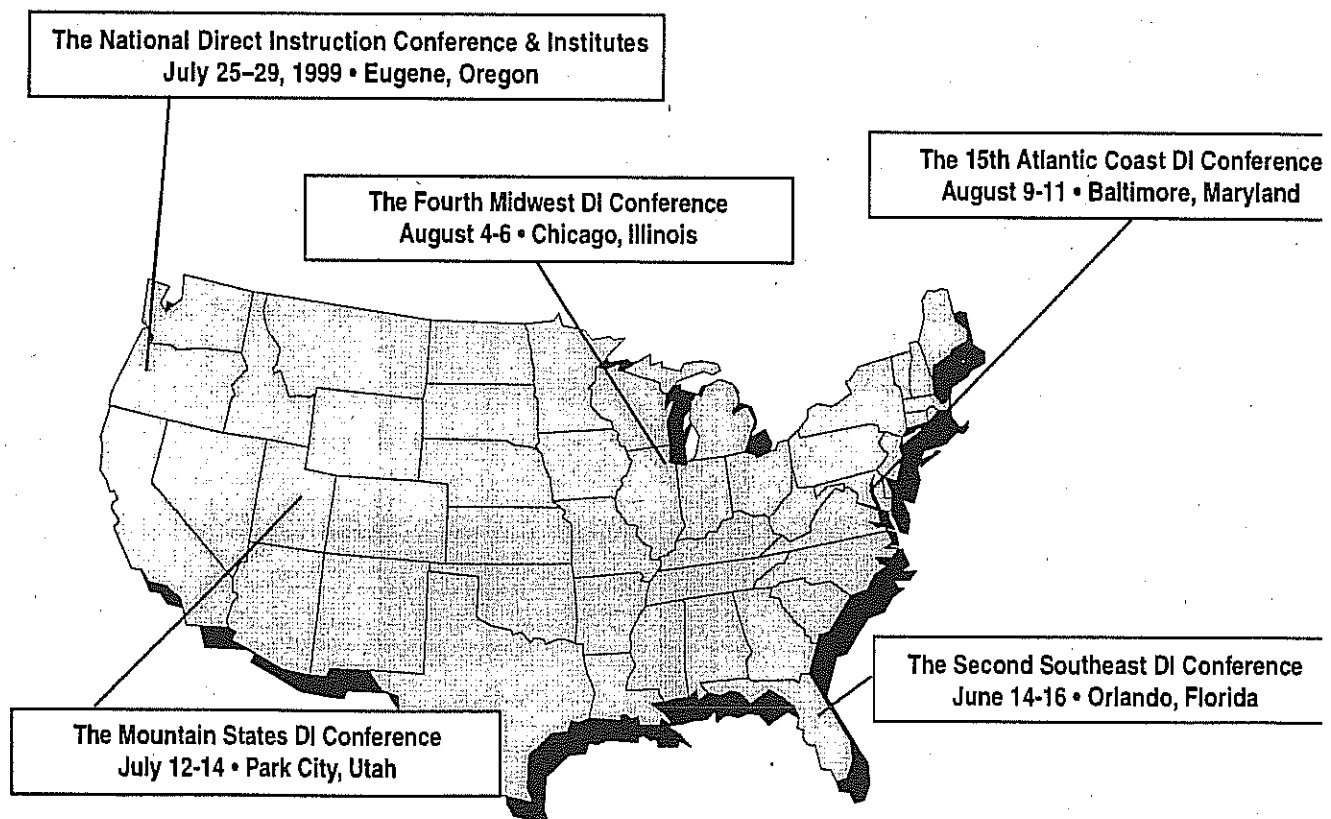 The National Direct Instruction Conference & Institutes
July 25–29, 1999 • Eugene, Oregon
The 15th Atlantic Coast DI Conference
August 9-11 • Baltimore, Maryland
The Fourth Midwest DI Conference
August 4-6 • Chicago, Illinois
The Second Southeast DI Conference
June 14-16 • Orlando, Florida
The Mountain States DI Conference
July 12-14 • Park City, Utah